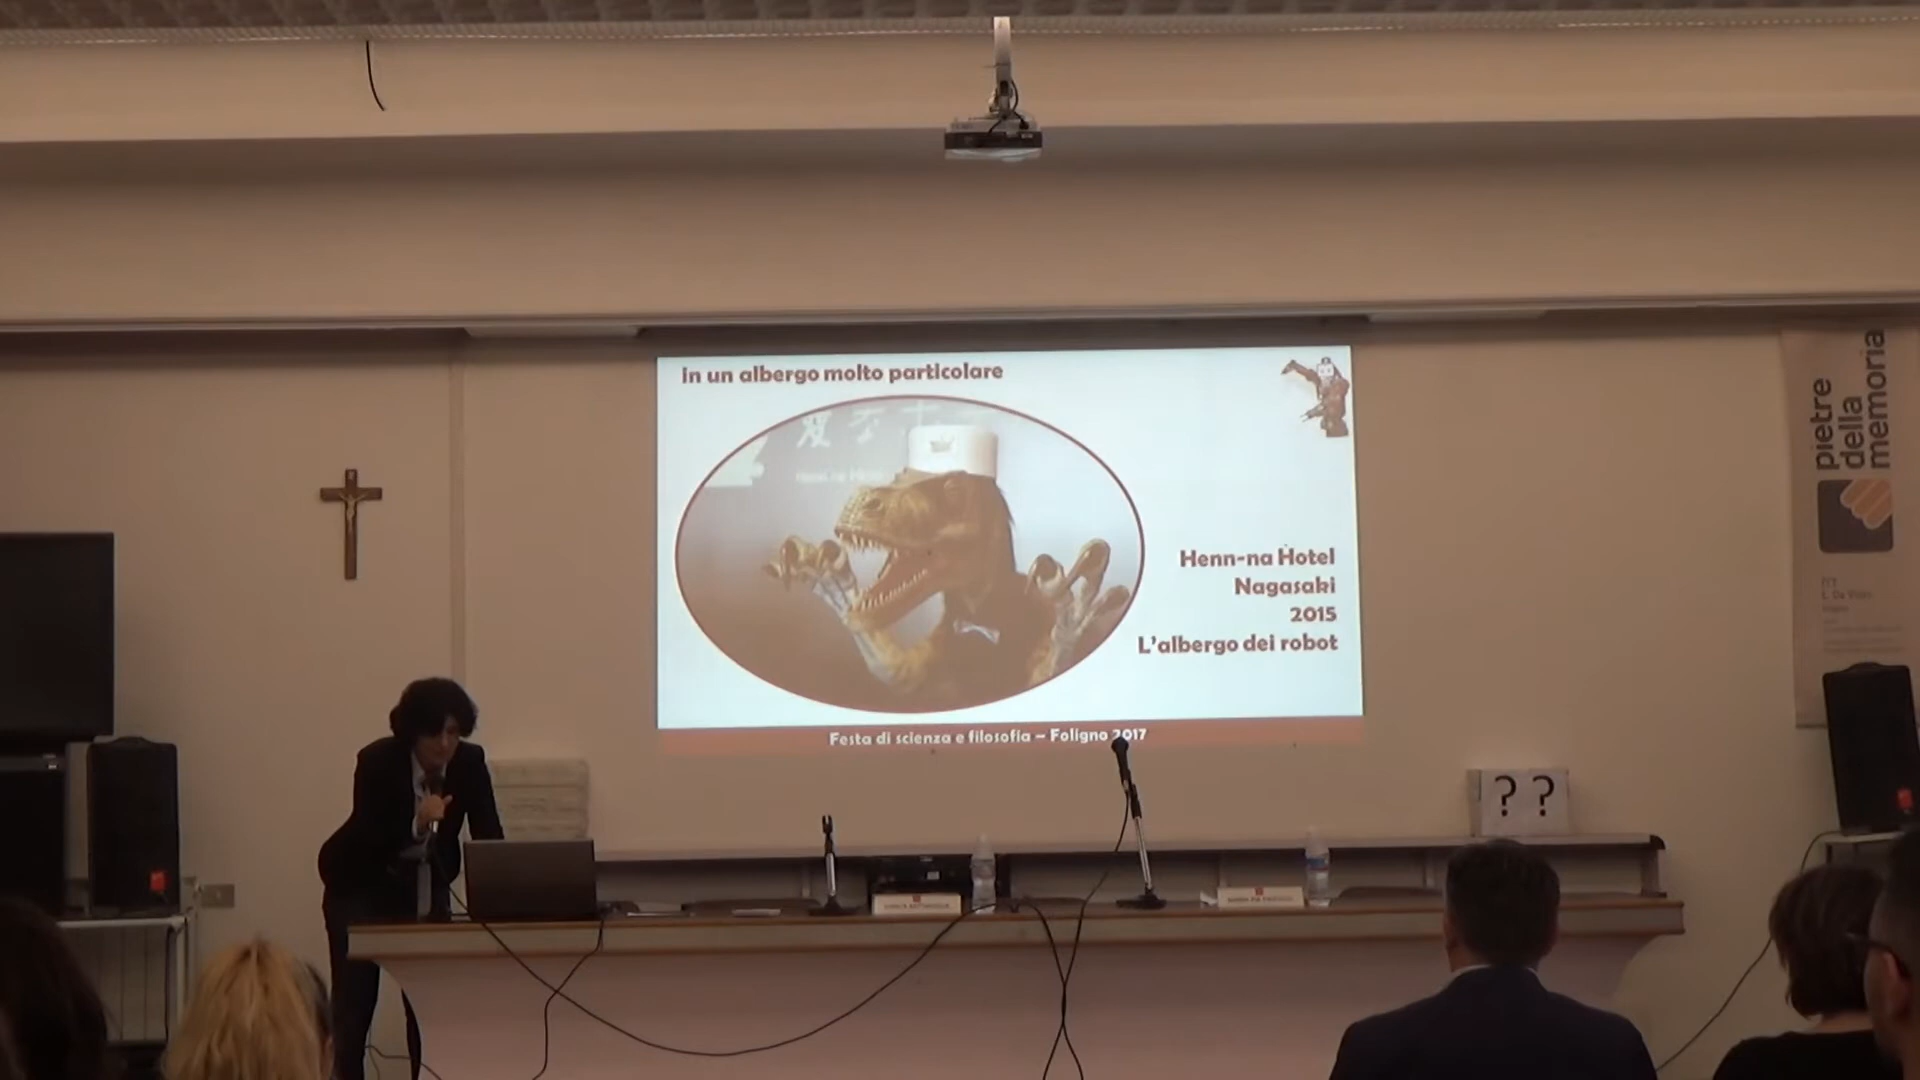 in un albergo molto particolare
Henn-na Hotel
Nagasaki
2015
L'albergo dei robot
Festa di scienza e filosofia – Foligno 2017
pietre
della
memoria
? ?